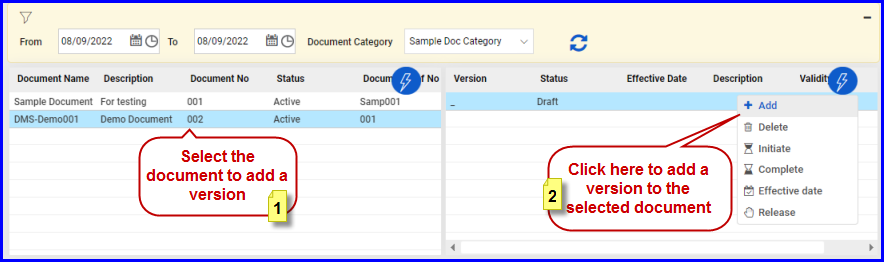 From 08/09/2022 To 08/09/2022 Document Category Sample Doc Category
Document Name Description Document No Status Docum f No
Sample Document For testing 001 Active Samp001
DMS-Demo001 Demo Document 002 Active 001
Select the
document to add a
version
1
Version Status Effective Date Description Validit
_ Draft
Add
Delete
Initiate
Complete
Effective date
Release
Click here to add a
version to the
selected document
2